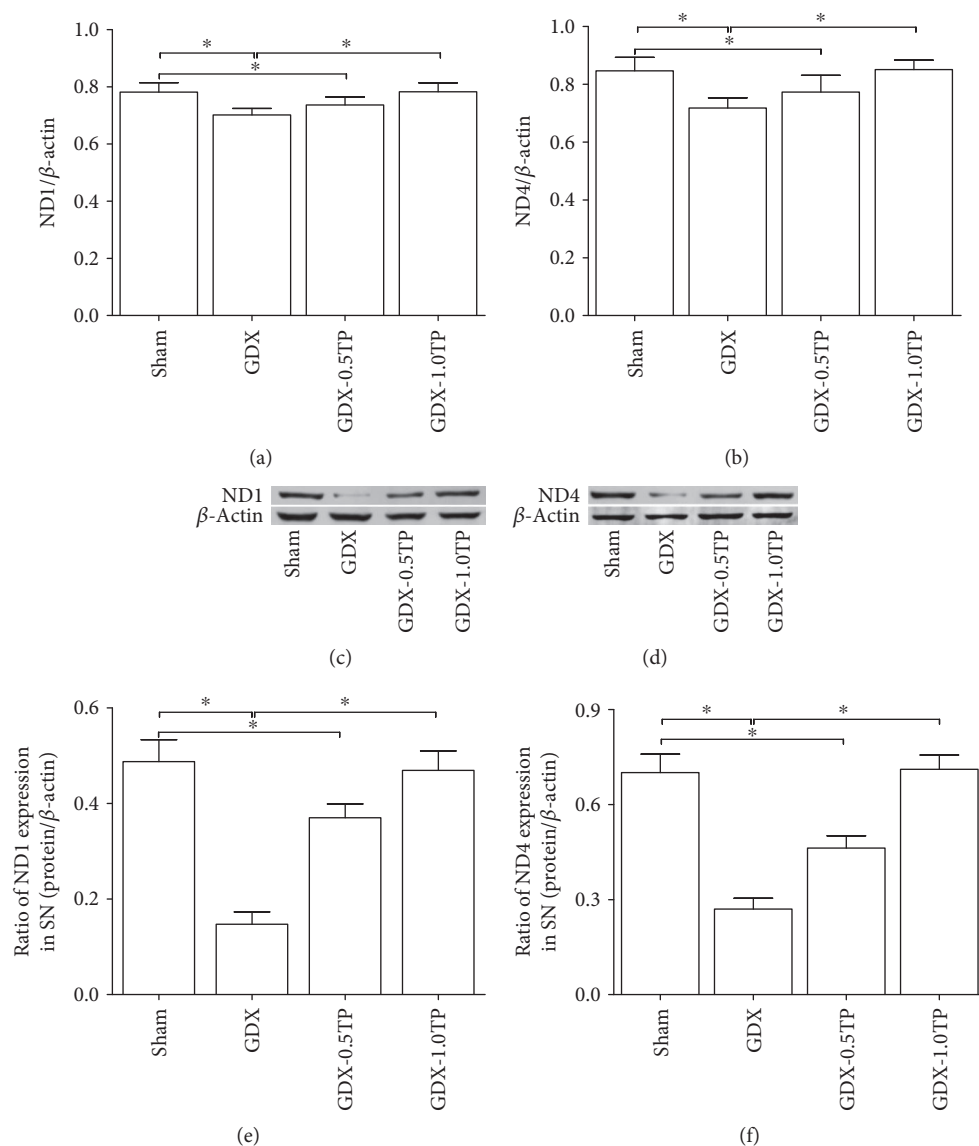 1.0
0.8
0.6
0.4
0.2
0.0
ND1/β-actin
*
*
*
Sham
GDX
GDX-0.5TP
GDX-1.0TP
(a)
1.0
0.8
0.6
0.4
0.2
0.0
ND4/β-actin
*
*
*
Sham
GDX
GDX-0.5TP
GDX-1.0TP
(b)
ND1
β-Actin
Sham
GDX
GDX-0.5TP
GDX-1.0TP
(c)
ND4
β-Actin
Sham
GDX
GDX-0.5TP
GDX-1.0TP
(d)
0.6
0.4
0.2
0.0
Ratio of ND1 expression
in SN (protein/β-actin)
*
*
*
Sham
GDX
GDX-0.5TP
GDX-1.0TP
(e)
0.9
0.6
0.3
0.0
Ratio of ND4 expression
in SN (protein/β-actin)
*
*
*
Sham
GDX
GDX-0.5TP
GDX-1.0TP
(f)